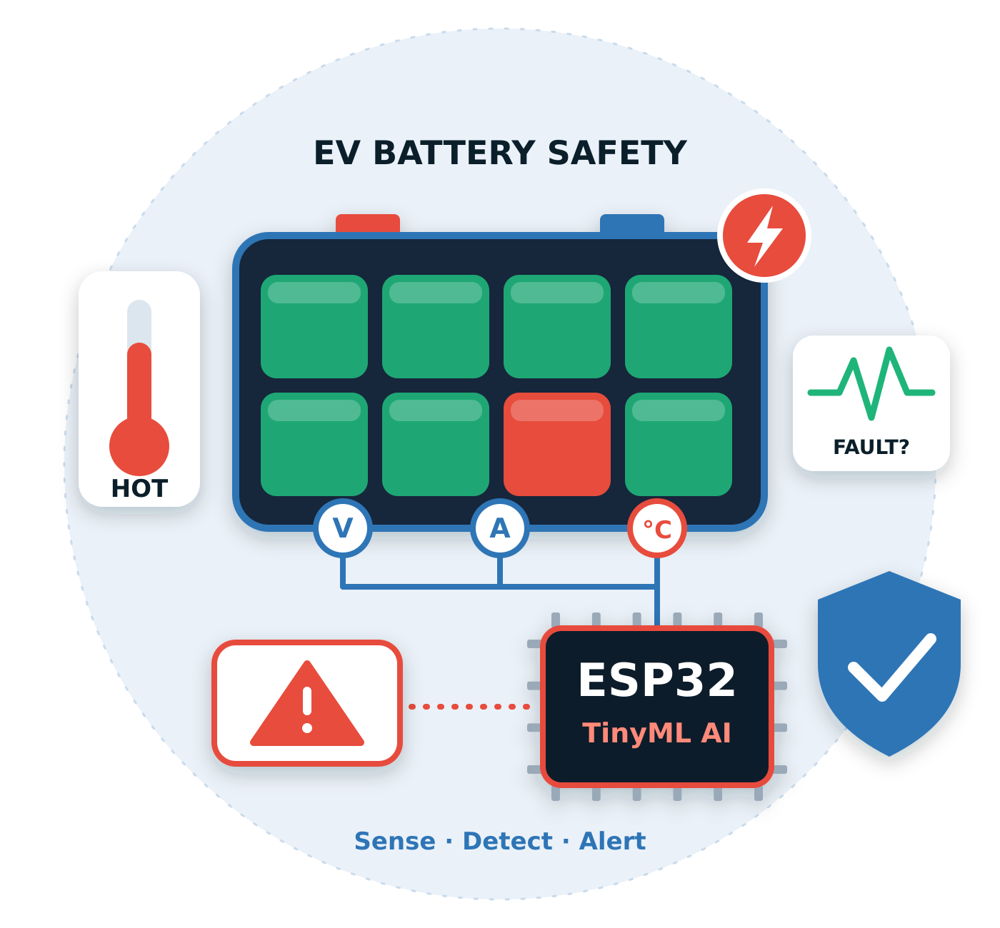 EV BATTERY SAFETY
HOT
FAULT?
V
A
°C
ESP32
TinyML AI
Sense · Detect · Alert